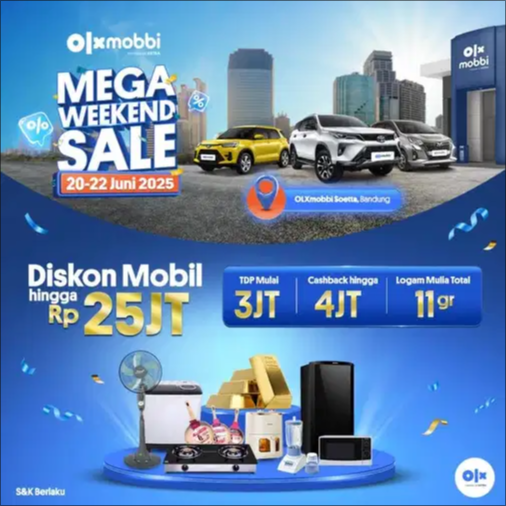 olxmobbi
MEGA
WEEKEND
SALE
20-22 Juni 2025
olx
mobbi
OLXmobbi Soetta, Bandung
Diskon Mobil
hingga
Rp 25JT
TDP Mulai
3JT
Cashback hingga
4JT
Logam Mulia Total
11gr
S&K Berlaku
olx